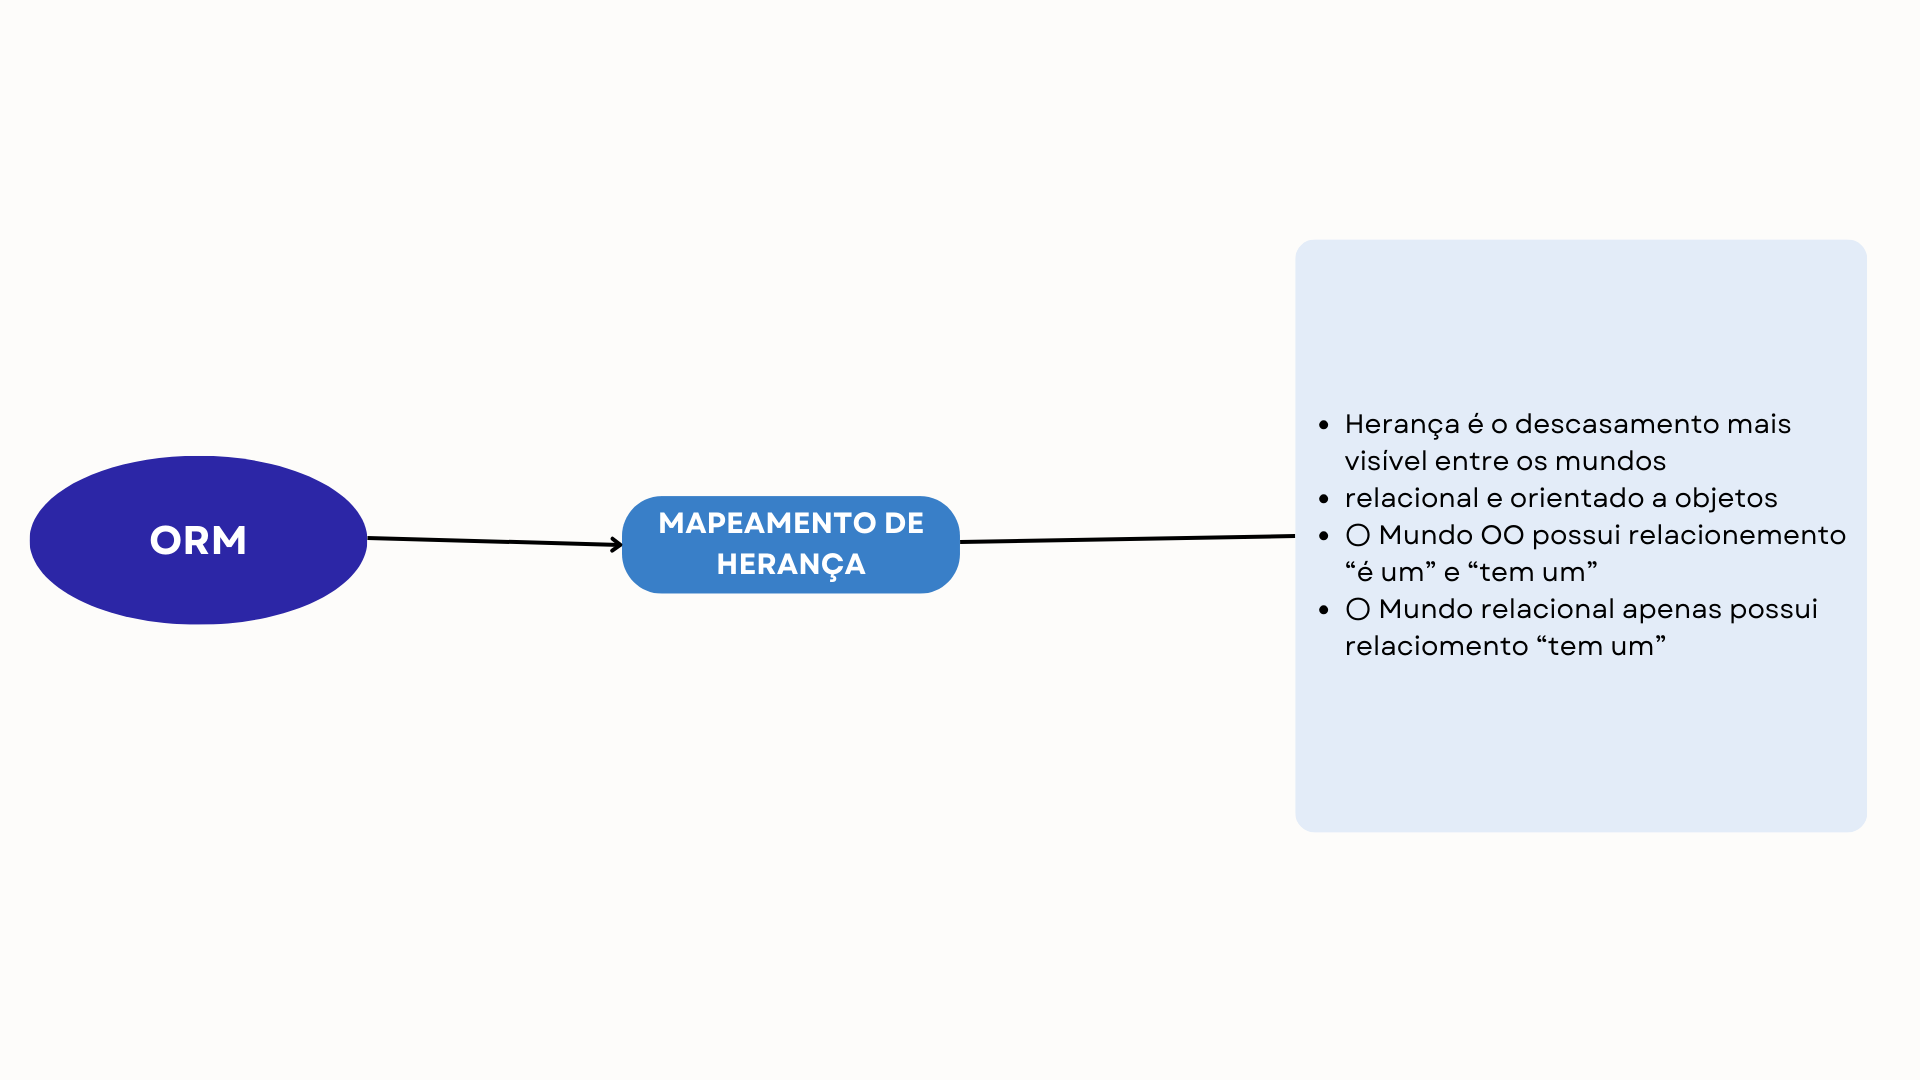 ORM
MAPEAMENTO DE
HERANÇA
• Herança é o descasamento mais
visível entre os mundos
• relacional e orientado a objetos
• O Mundo OO possui relacionemento
“é um” e “tem um”
• O Mundo relacional apenas possui
relaciomento “tem um”